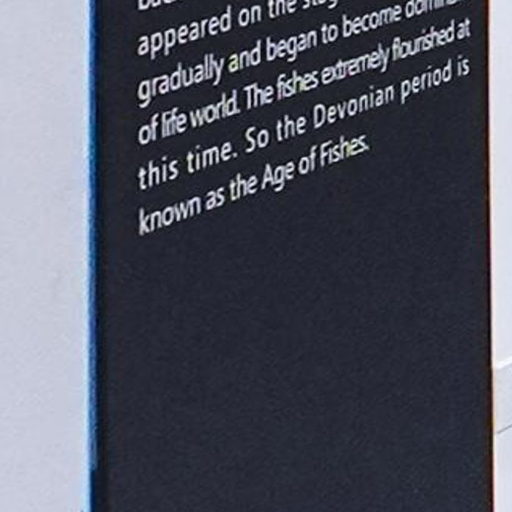 appeared on the
gradually and began to become
of life world. The fishes extremely flourished at
this time. So the Devonian period is
known as the Age of Fishes.